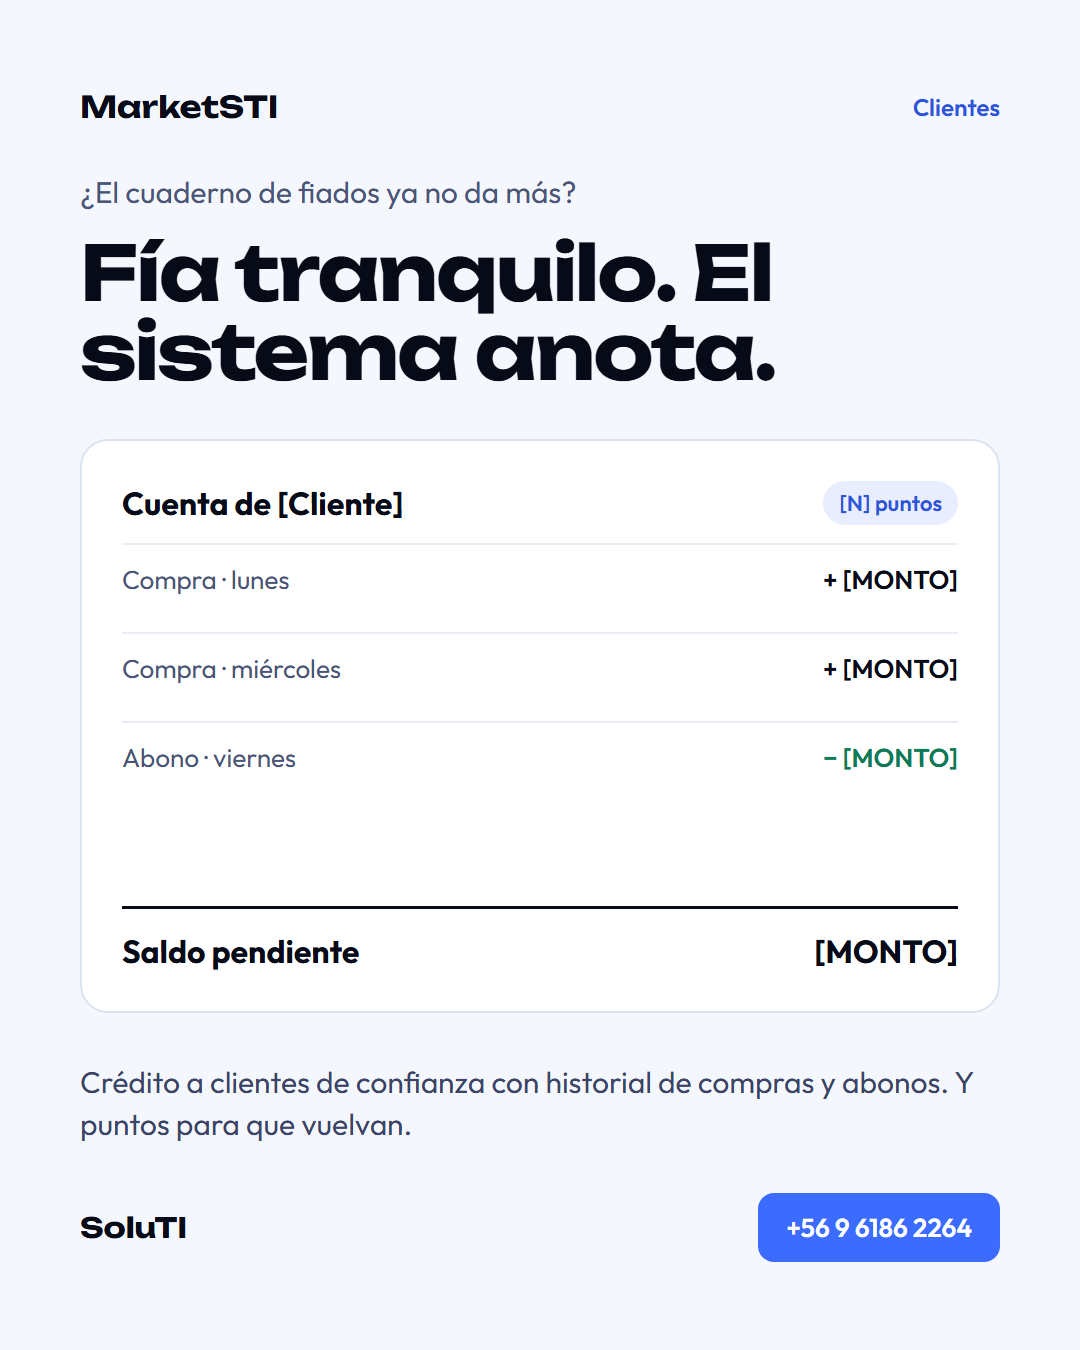 MarketSTI
Clientes
¿El cuaderno de fiados ya no da más?
Fía tranquilo. El
sistema anota.
Cuenta de [Cliente]
[N] puntos
Compra · lunes
+ [MONTO]
Compra · miércoles
+ [MONTO]
Abono · viernes
− [MONTO]
Saldo pendiente
[MONTO]
Crédito a clientes de confianza con historial de compras y abonos. Y
puntos para que vuelvan.
SoluTI
+56 9 6186 2264